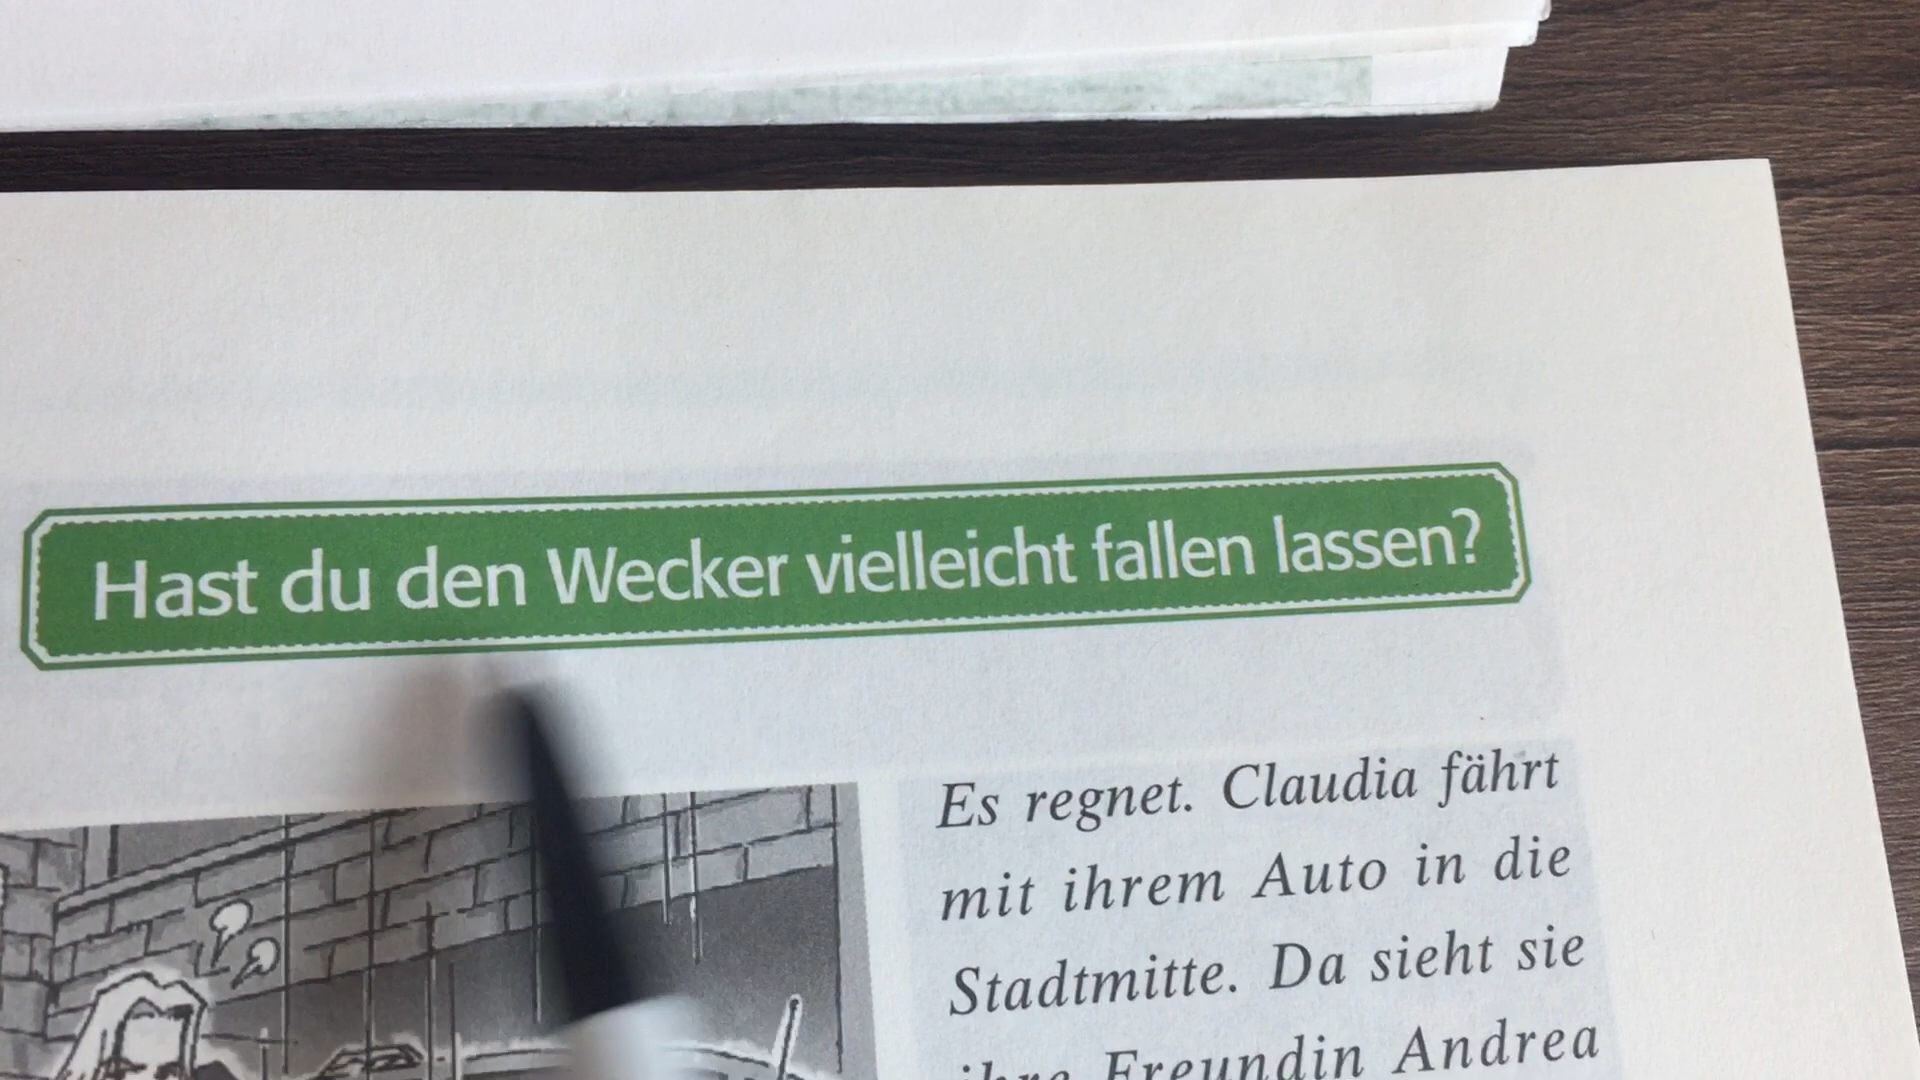 Hast du den Wecker vielleicht fallen lassen?
Es regnet. Claudia fährt
mit ihrem Auto in die
Stadtmitte. Da sieht sie
ihre Freundin Andrea